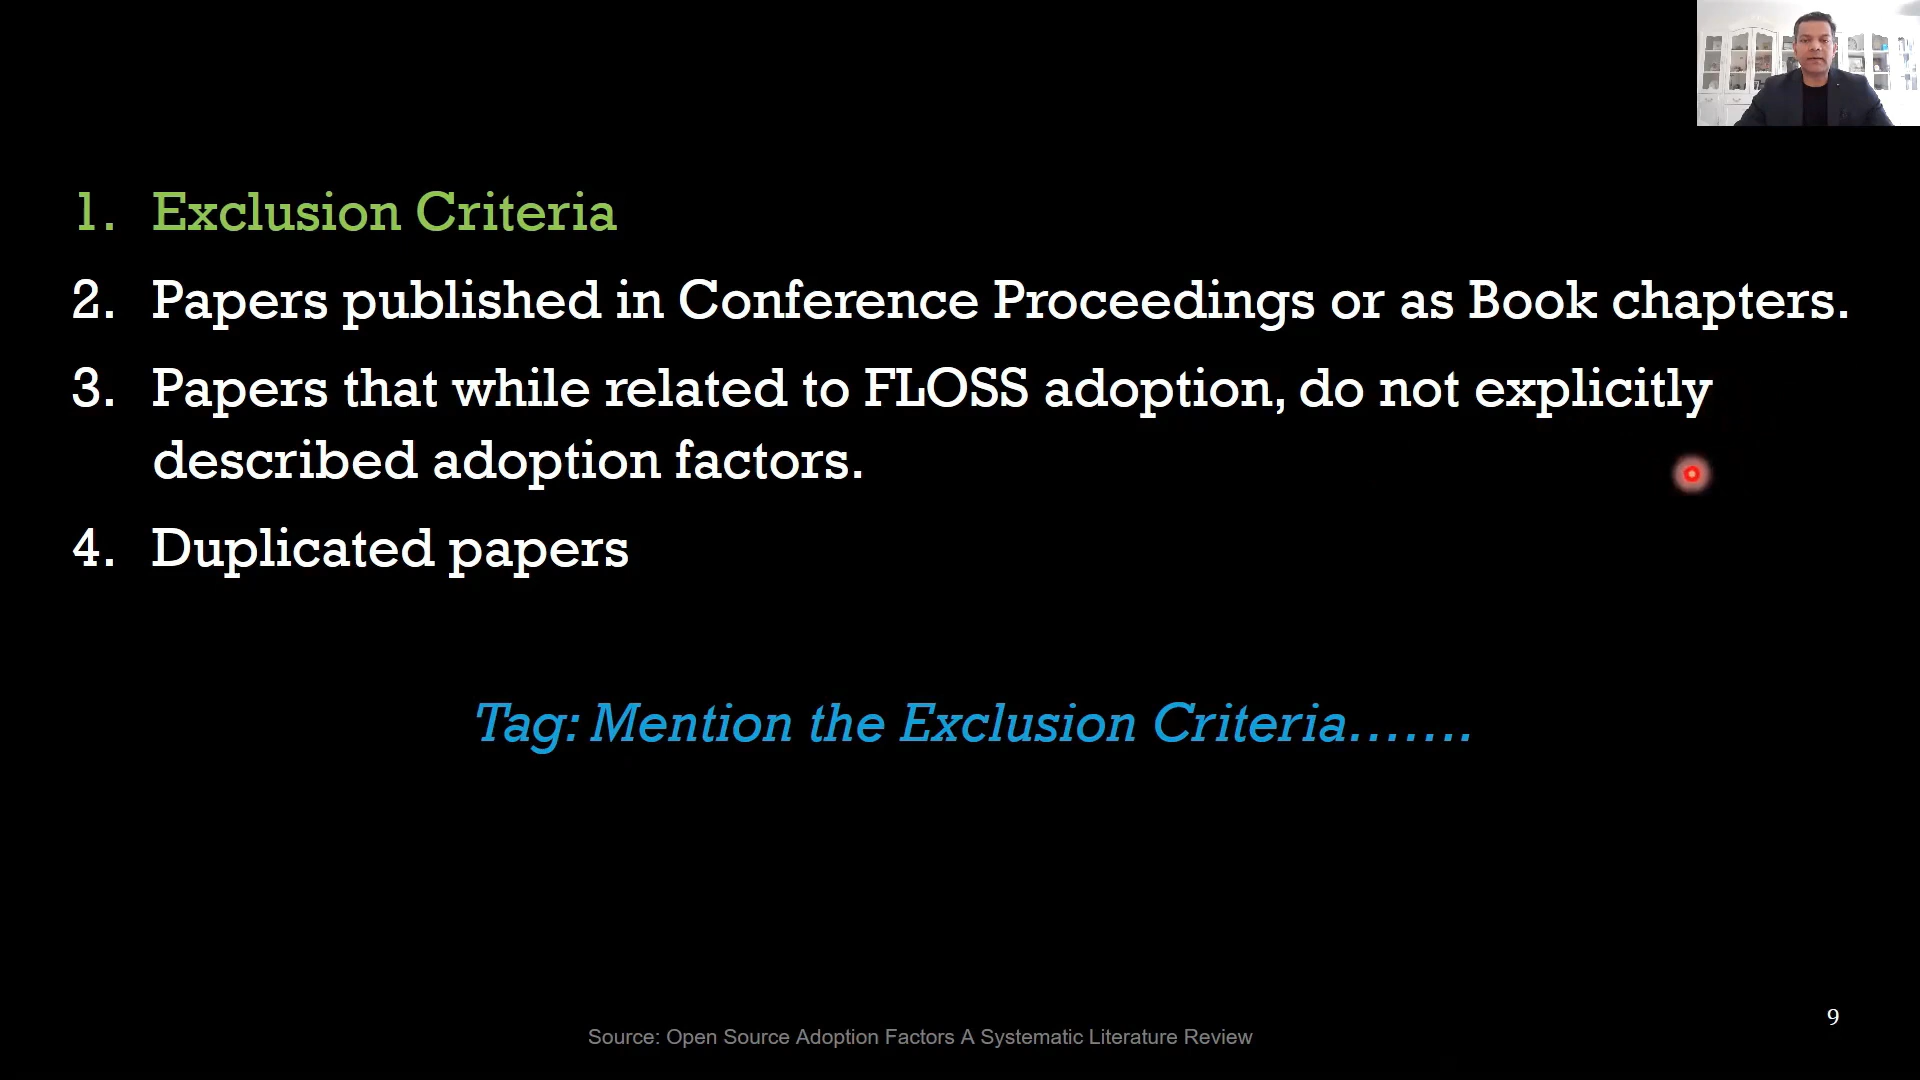 1. Exclusion Criteria
2. Papers published in Conference Proceedings or as Book chapters.
3. Papers that while related to FLOSS adoption, do not explicitly
described adoption factors.
4. Duplicated papers
Tag: Mention the Exclusion Criteria.......
9
Source: Open Source Adoption Factors A Systematic Literature Review